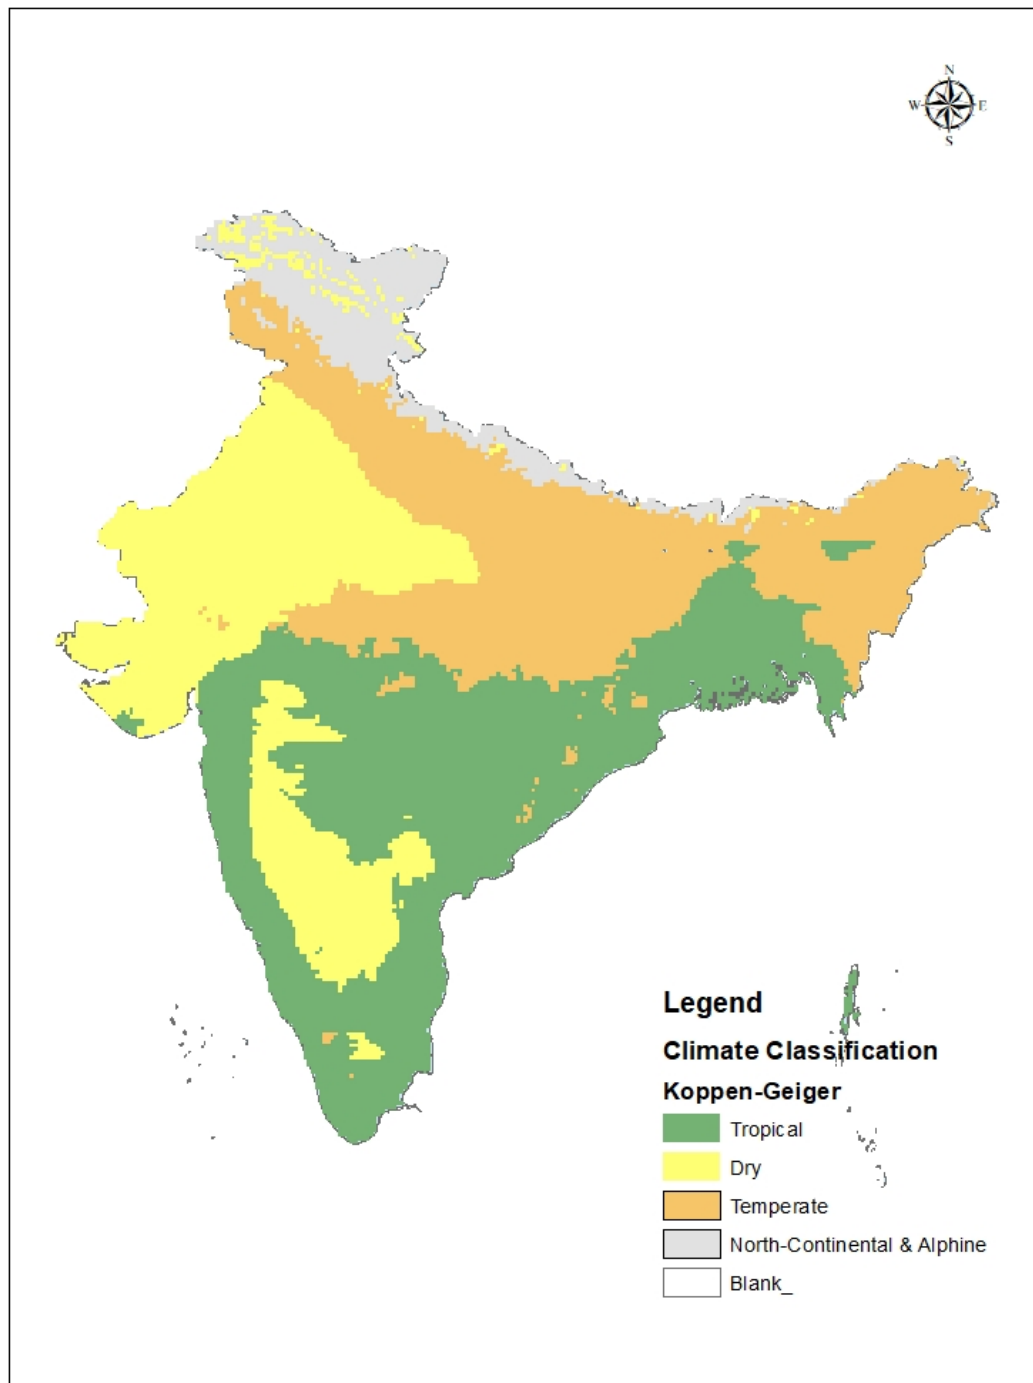 N
W E
S
Legend
Climate Classification
Koppen-Geiger
Tropical
Dry
Temperate
North-Continental & Alphine
Blank_